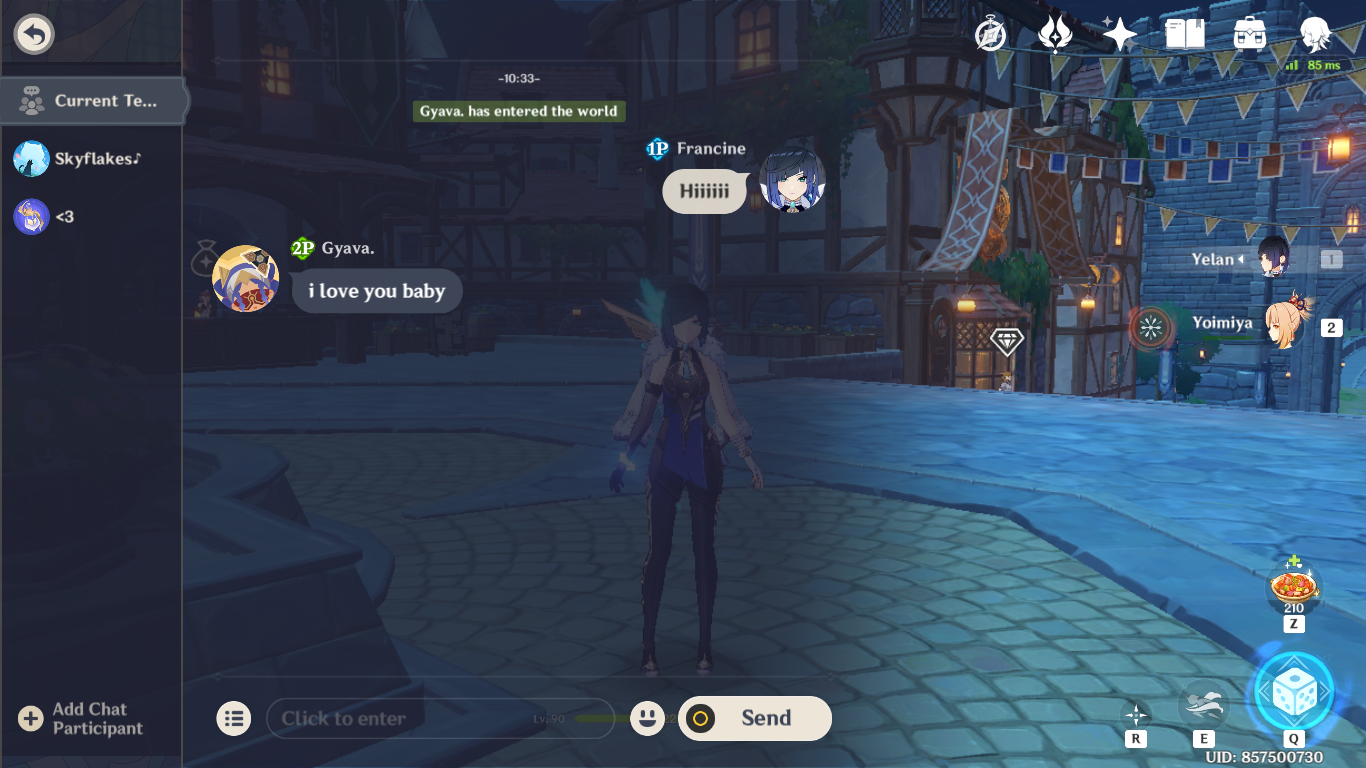 85 ms
-10:33-
Gyava. has entered the world
Current Te...
Skyflakes♪
<3
1P Francine
Hiiiiii
2P Gyava.
i love you baby
Yelan
1
Yoimiya
2
210
Z
Add Chat
Participant
Click to enter
Lv. 90
Send
R
E
Q
UID: 857500730